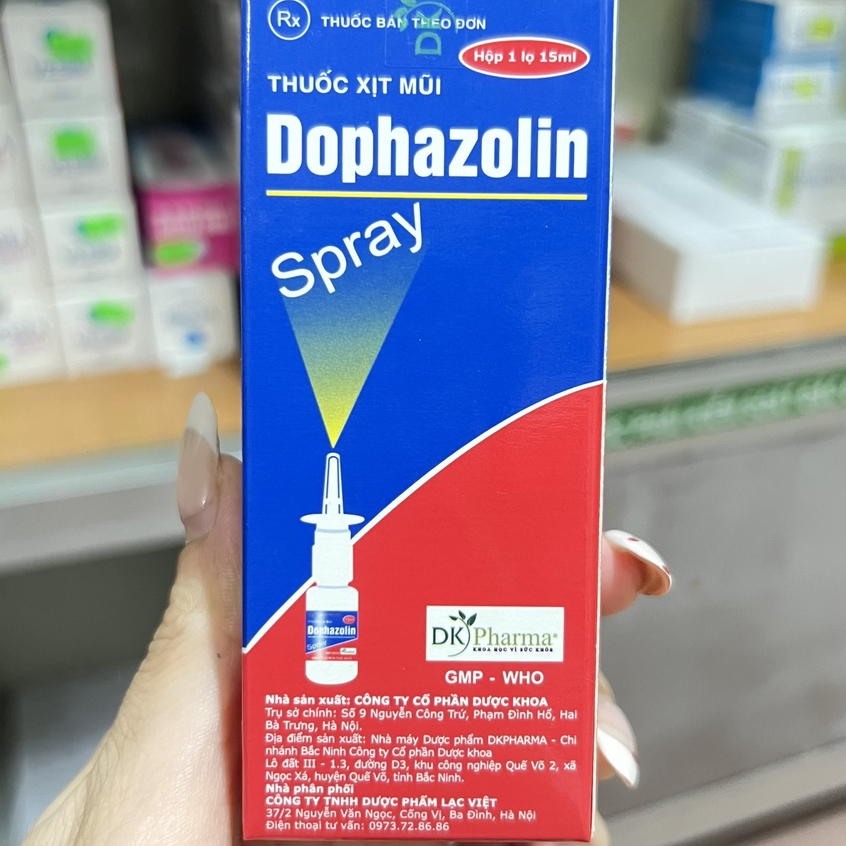 Rx THUỐC BÁN THEO ĐƠN
DK
Hộp 1 lọ 15ml
THUỐC XỊT MŨI
Dophazolin
Spray
Dophazolin
Spray
DK Pharma®
KHOA HỌC VÌ SỨC KHỎE
GMP - WHO
Nhà sản xuất: CÔNG TY CỔ PHẦN DƯỢC KHOA
Trụ sở chính: Số 9 Nguyễn Công Trứ, Phạm Đình Hổ, Hai
Bà Trưng, Hà Nội.
Địa điểm sản xuất: Nhà máy Dược phẩm DKPHARMA - Chi
nhánh Bắc Ninh Công ty Cổ phần Dược khoa
Lô đất III - 1.3, đường D3, khu công nghiệp Quế Võ 2, xã
Ngọc Xá, huyện Quế Võ, tỉnh Bắc Ninh.
Nhà phân phối
CÔNG TY TNHH DƯỢC PHẨM LẠC VIỆT
37/2 Nguyễn Văn Ngọc, Cống Vị, Ba Đình, Hà Nội
Điện thoại tư vấn: 0973.72.86.86